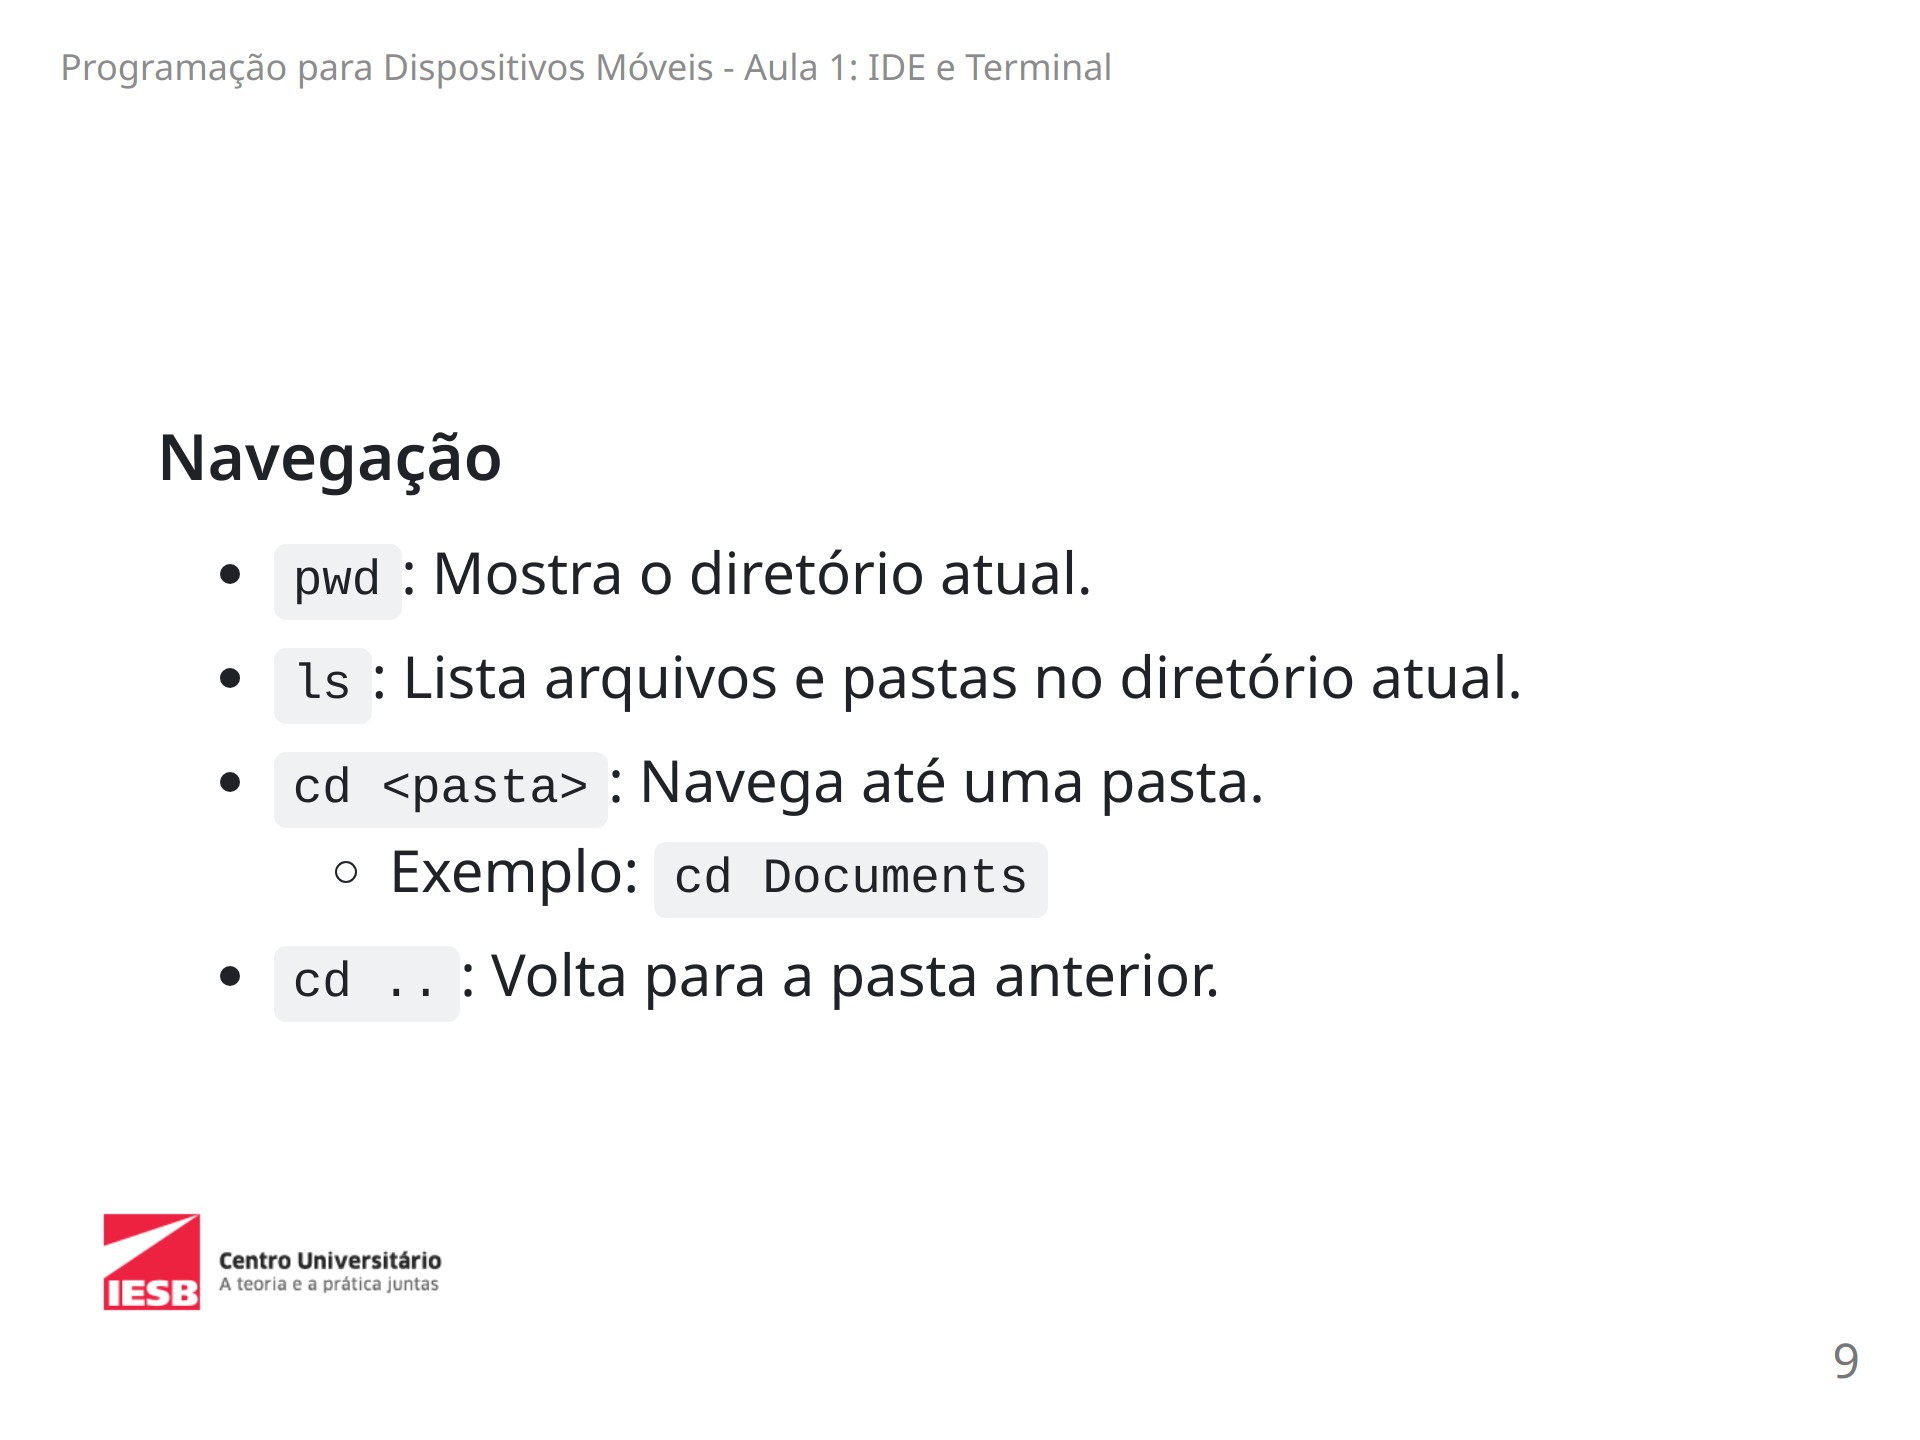 Programação para Dispositivos Móveis - Aula 1: IDE e Terminal
Navegação
pwd : Mostra o diretório atual.
ls : Lista arquivos e pastas no diretório atual.
cd <pasta> : Navega até uma pasta.
Exemplo: cd Documents
cd .. : Volta para a pasta anterior.
IESB
Centro Universitário
A teoria e a prática juntas
9